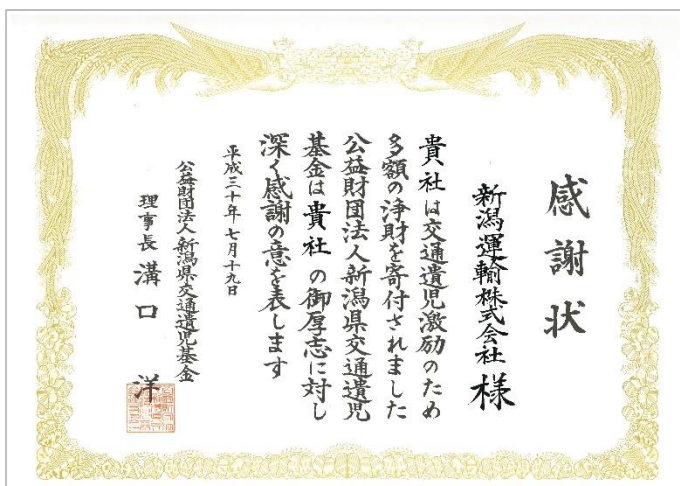 感謝状
新潟運輸株式会社 様
貴社は交通遺児激励のため
多額の浄財を寄付されました
公益財団法人新潟県交通遺児
基金は貴社の御厚志に対し
深く感謝の意を表します
平成三十年七月十九日
公益財団法人新潟県交通遺児基金
理事長 溝口 洋